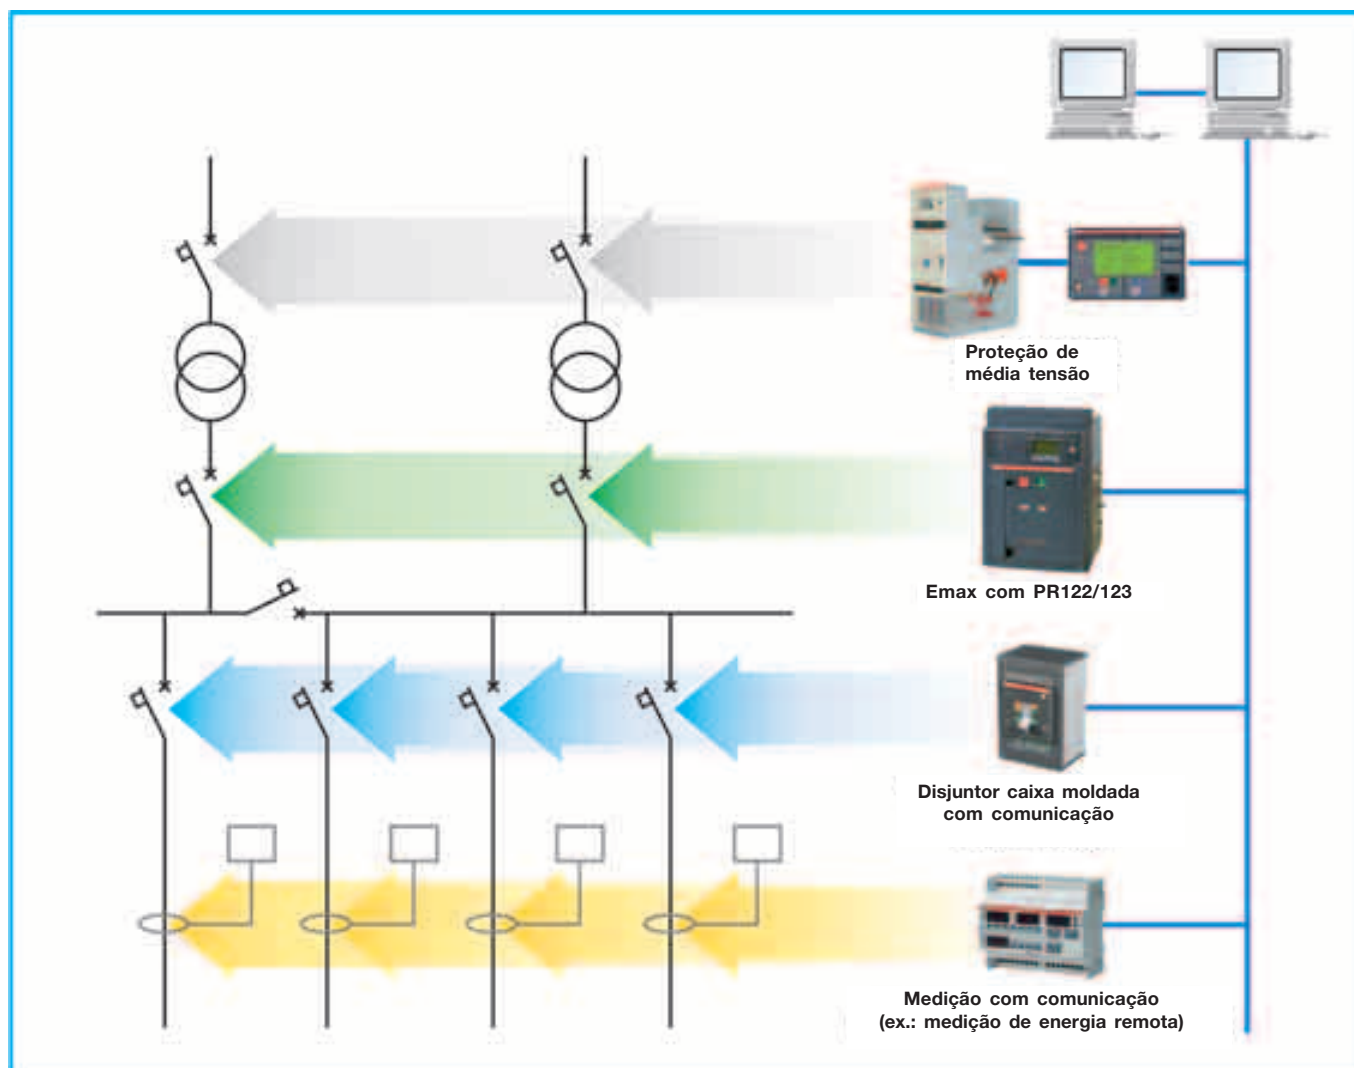 Proteção de
média tensão
Emax com PR122/123
Disjuntor caixa moldada
com comunicação
Medição com comunicação
(ex.: medição de energia remota)